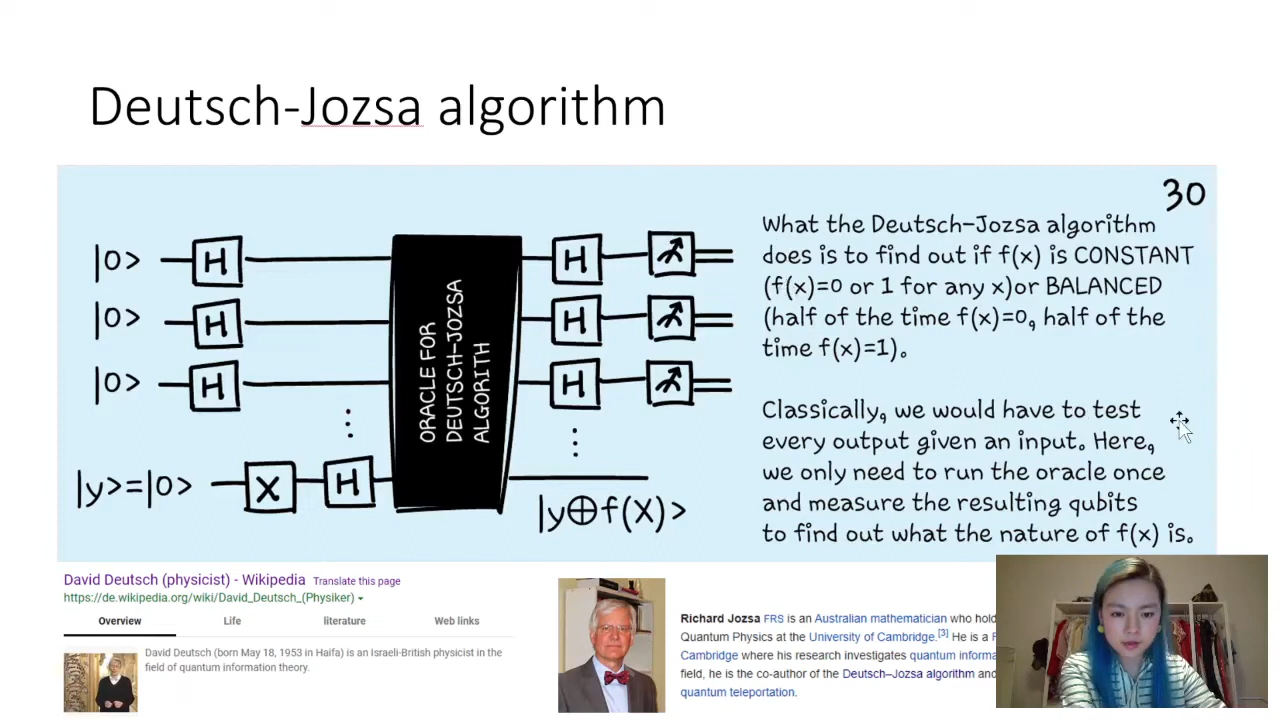 Deutsch-Jozsa algorithm
30
|0>
H
H
|0>
H
H
|0>
H
H
|y>=|0>
X
H
ORACLE FOR
DEUTSCH-JOZSA
ALGORITH
|y⊕f(X)>
What the Deutsch-Jozsa algorithm
does is to find out if f(x) is CONSTANT
(f(x)=0 or 1 for any x)or BALANCED
(half of the time f(x)=0, half of the
time f(x)=1).
Classically, we would have to test
every output given an input. Here,
we only need to run the oracle once
and measure the resulting qubits
to find out what the nature of f(x) is.
David Deutsch (physicist) - Wikipedia Translate this page
https://de.wikipedia.org/wiki/David_Deutsch_(Physiker)
Overview Life literature Web links
David Deutsch (born May 18, 1953 in Haifa) is an Israeli-British physicist in the
field of quantum information theory.
Richard Jozsa FRS is an Australian mathematician who hold
Quantum Physics at the University of Cambridge.[3] He is a F
Cambridge where his research investigates quantum informa
field, he is the co-author of the Deutsch–Jozsa algorithm and
quantum teleportation.